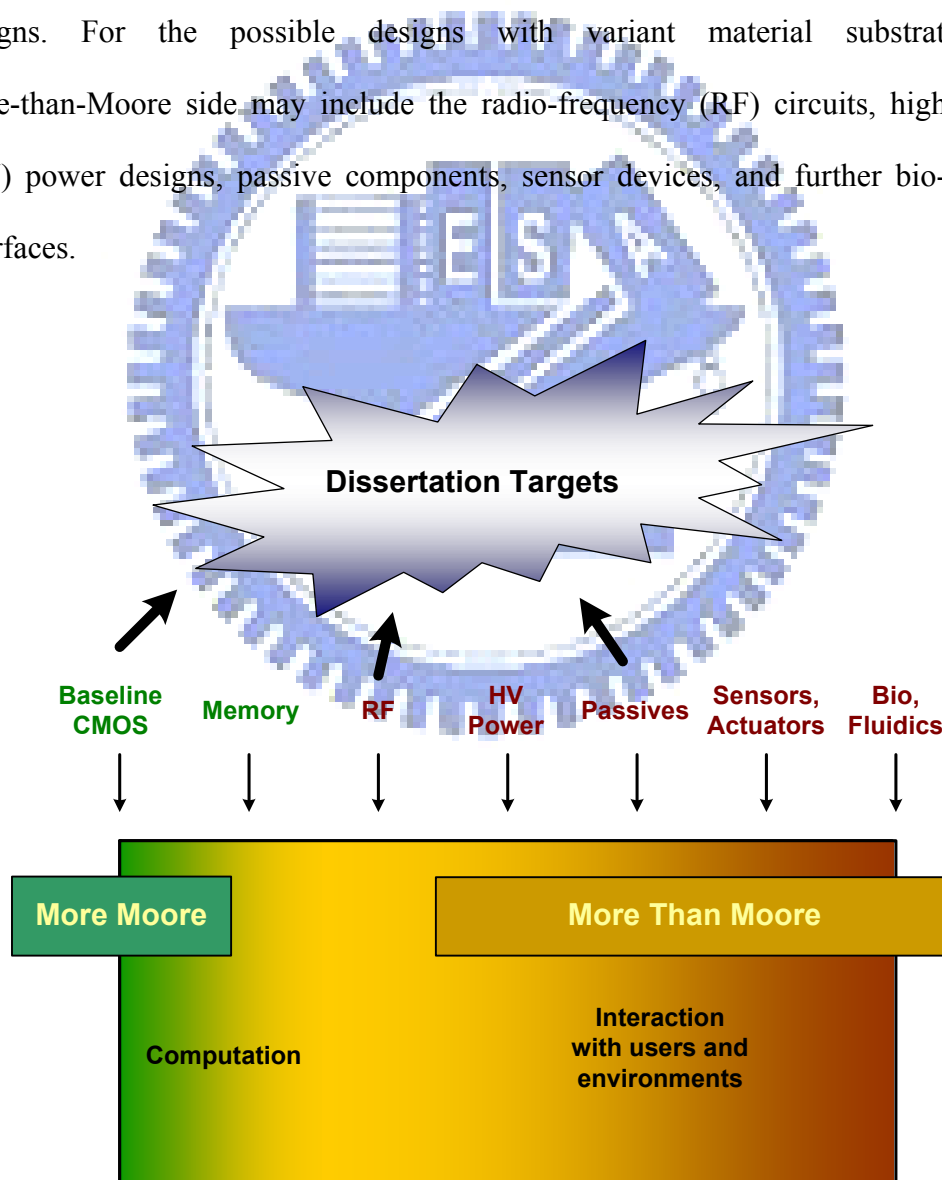 gns. For the possible designs with variant material substrat
e-than-Moore side may include the radio-frequency (RF) circuits, high
) power designs, passive components, sensor devices, and further bio-
rfaces.
ESA
Dissertation Targets
Baseline
CMOS
Memory
RF
HV
Power
Passives
Sensors,
Actuators
Bio,
Fluidics
More Moore
More Than Moore
Computation
Interaction
with users and
environments